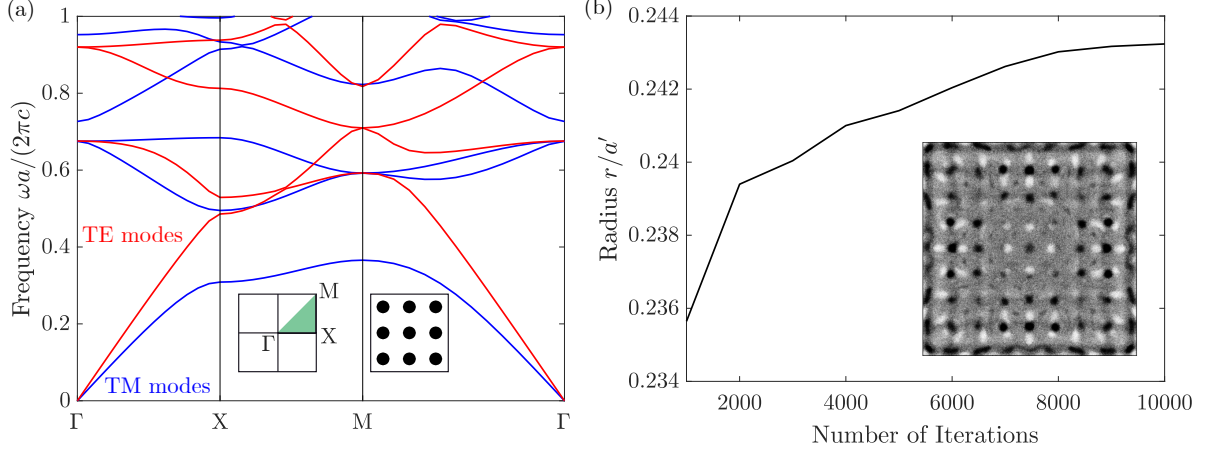 (a)
Frequency ωa/(2πc)
1
0.8
0.6
0.4
0.2
0
TE modes
TM modes
M
Γ
X
Γ
X
M
Γ
(b)
Radius r/a′
0.244
0.242
0.24
0.238
0.236
0.234
2000
4000
6000
8000
10000
Number of Iterations